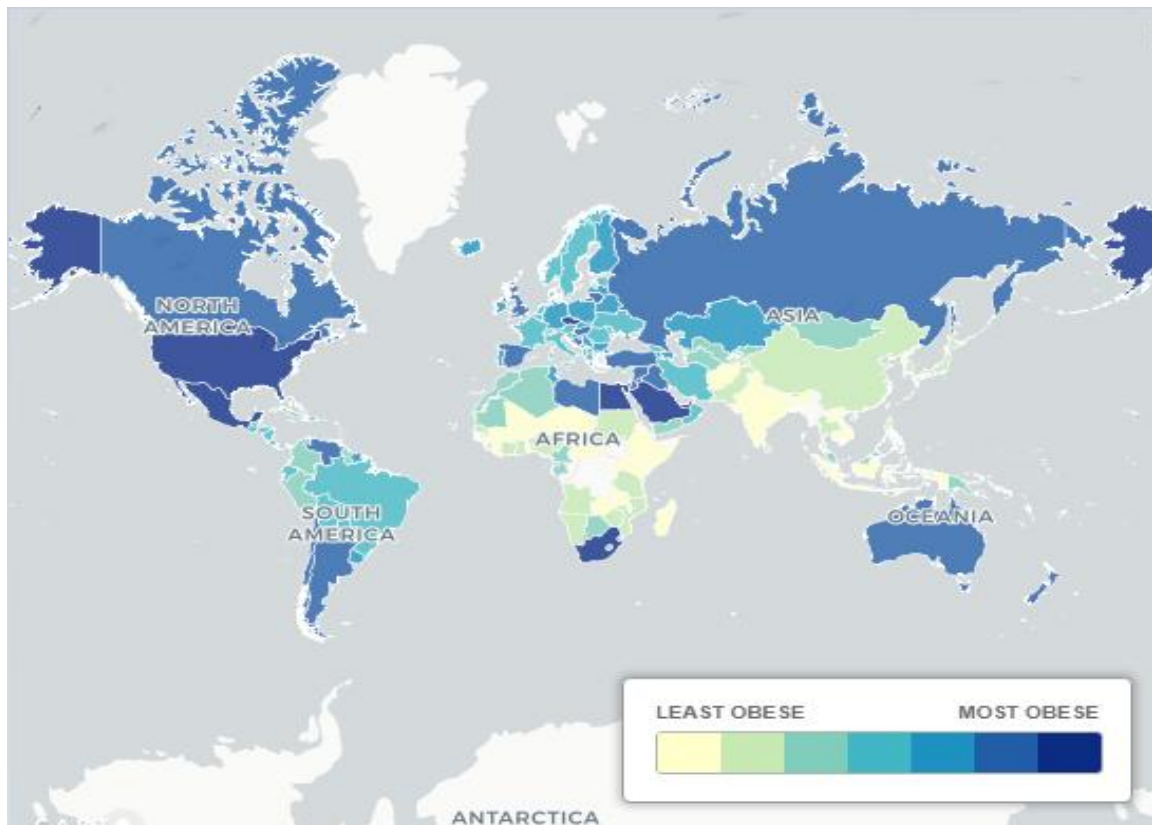 NORTH
AMERICA
ASIA
AFRICA
SOUTH
AMERICA
OCEANIA
LEAST OBESE
MOST OBESE
ANTARCTICA